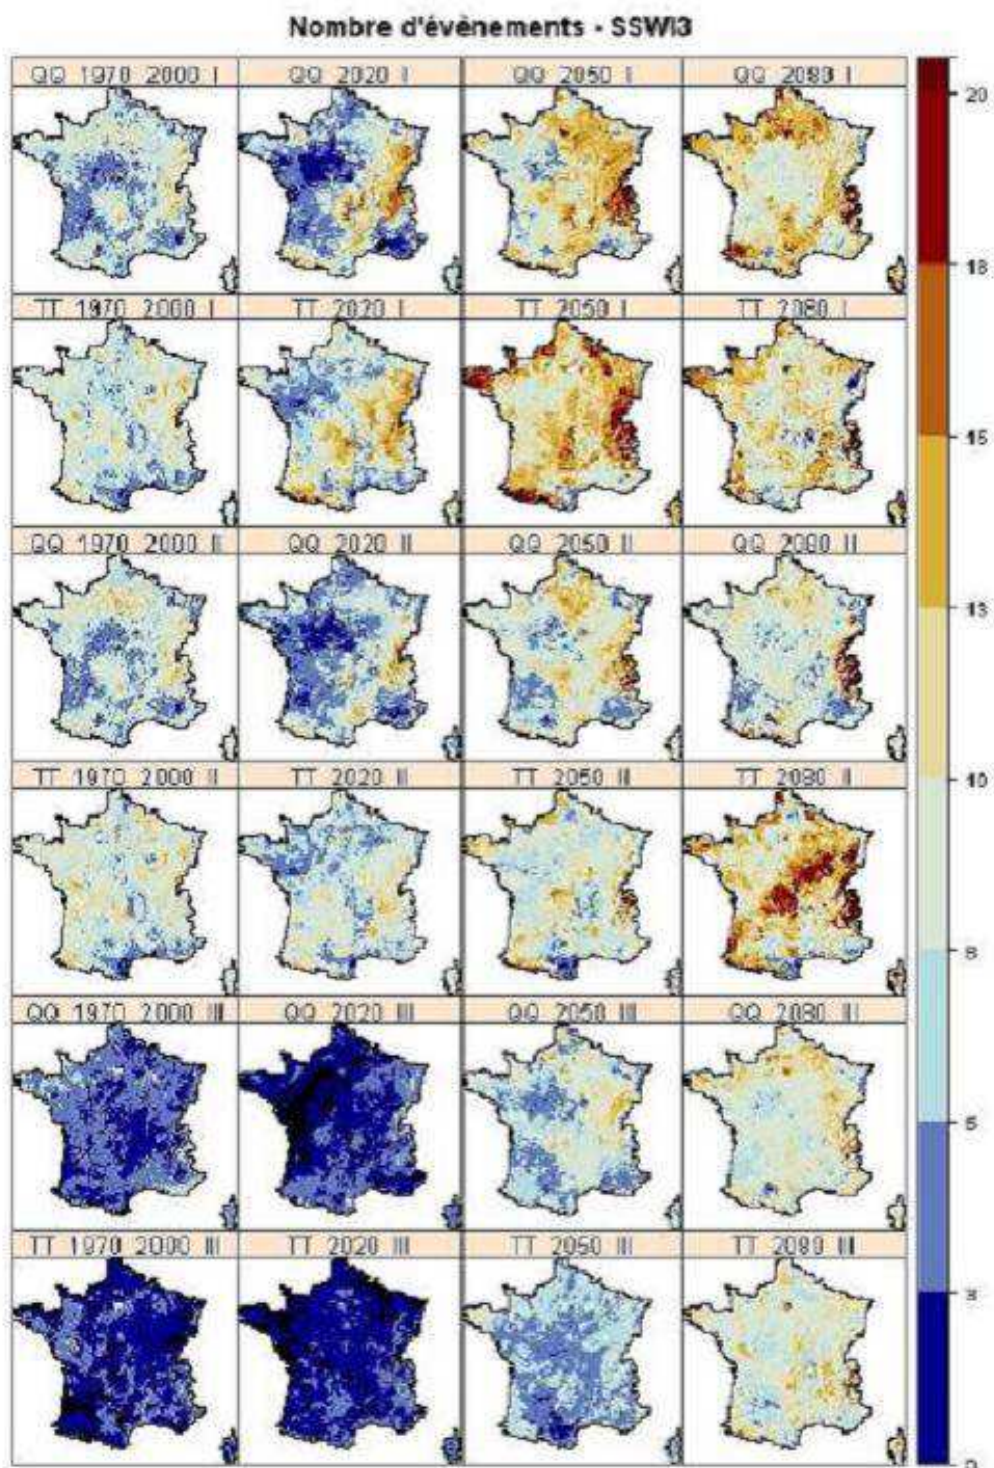 Nombre d'évènements - SSWI3
QQ 1970 2000 I
QQ 2020 I
QQ 2050 I
QQ 2080 I
TT 1970 2000 I
TT 2020 I
TT 2050 I
TT 2080 I
QQ 1970 2000 II
QQ 2020 II
QQ 2050 II
QQ 2080 II
TT 1970 2000 II
TT 2020 II
TT 2050 II
TT 2080 II
QQ 1970 2000 III
QQ 2020 III
QQ 2050 III
QQ 2080 III
TT 1970 2000 III
TT 2020 III
TT 2050 III
TT 2080 III
20
18
15
13
10
8
5
3
0